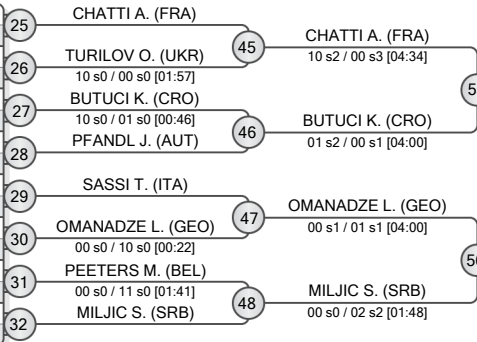 25
CHATTI A. (FRA)
45
CHATTI A. (FRA)
10 s2 / 00 s3 [04:34]
26
TURILOV O. (UKR)
10 s0 / 00 s0 [01:57]
27
BUTUCI K. (CRO)
10 s0 / 01 s0 [00:46]
46
BUTUCI K. (CRO)
01 s2 / 00 s1 [04:00]
28
PFANDL J. (AUT)
29
SASSI T. (ITA)
47
OMANADZE L. (GEO)
00 s1 / 01 s1 [04:00]
30
OMANADZE L. (GEO)
00 s0 / 10 s0 [00:22]
31
PEETERS M. (BEL)
00 s0 / 11 s0 [01:41]
48
MILJIC S. (SRB)
00 s0 / 02 s2 [01:48]
32
MILJIC S. (SRB)